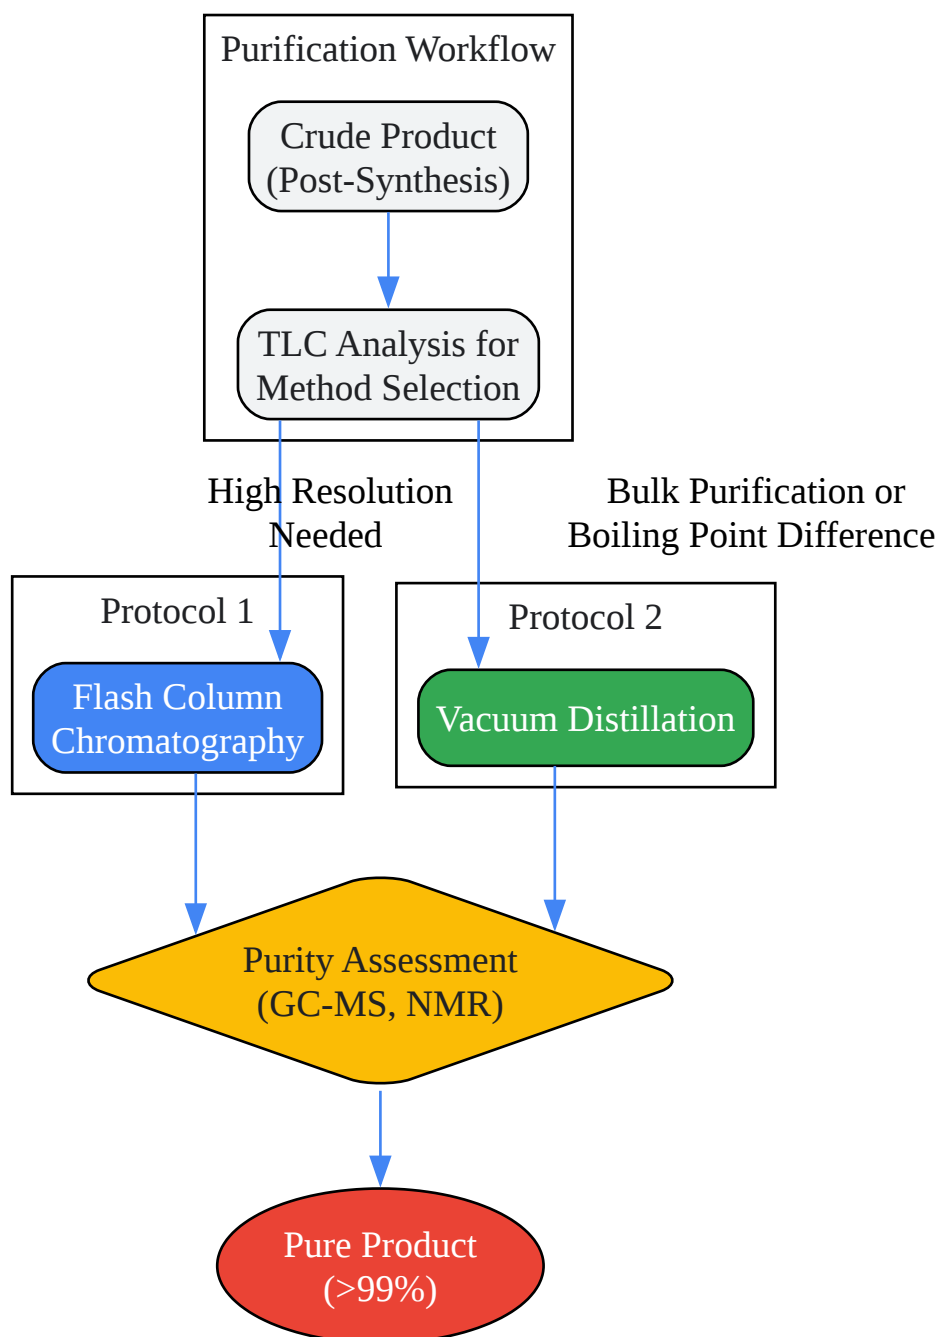 Purification Workflow
Crude Product
(Post-Synthesis)
TLC Analysis for
Method Selection
High Resolution
Needed
Bulk Purification or
Boiling Point Difference
Protocol 1
Flash Column
Chromatography
Protocol 2
Vacuum Distillation
Purity Assessment
(GC-MS, NMR)
Pure Product
(>99%)